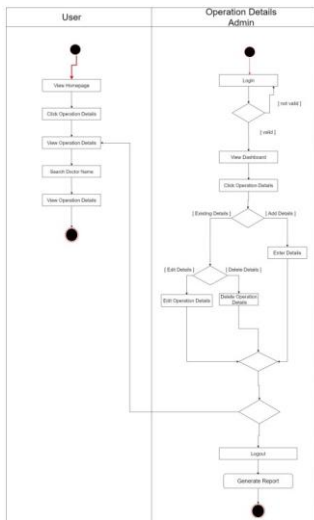 User
Operation Details
Admin
View Homepage
Click Operation Details
View Operation Details
Search Doctor Name
View Operation Details
Login
[ not valid ]
[ valid ]
View Dashboard
Click Operation Details
[ Existing Details ]
[ Add Details ]
Enter Details
[ Edit Details ]
[ Delete Details ]
Edit Operation Details
Delete Operation
Details
Logout
Generate Report